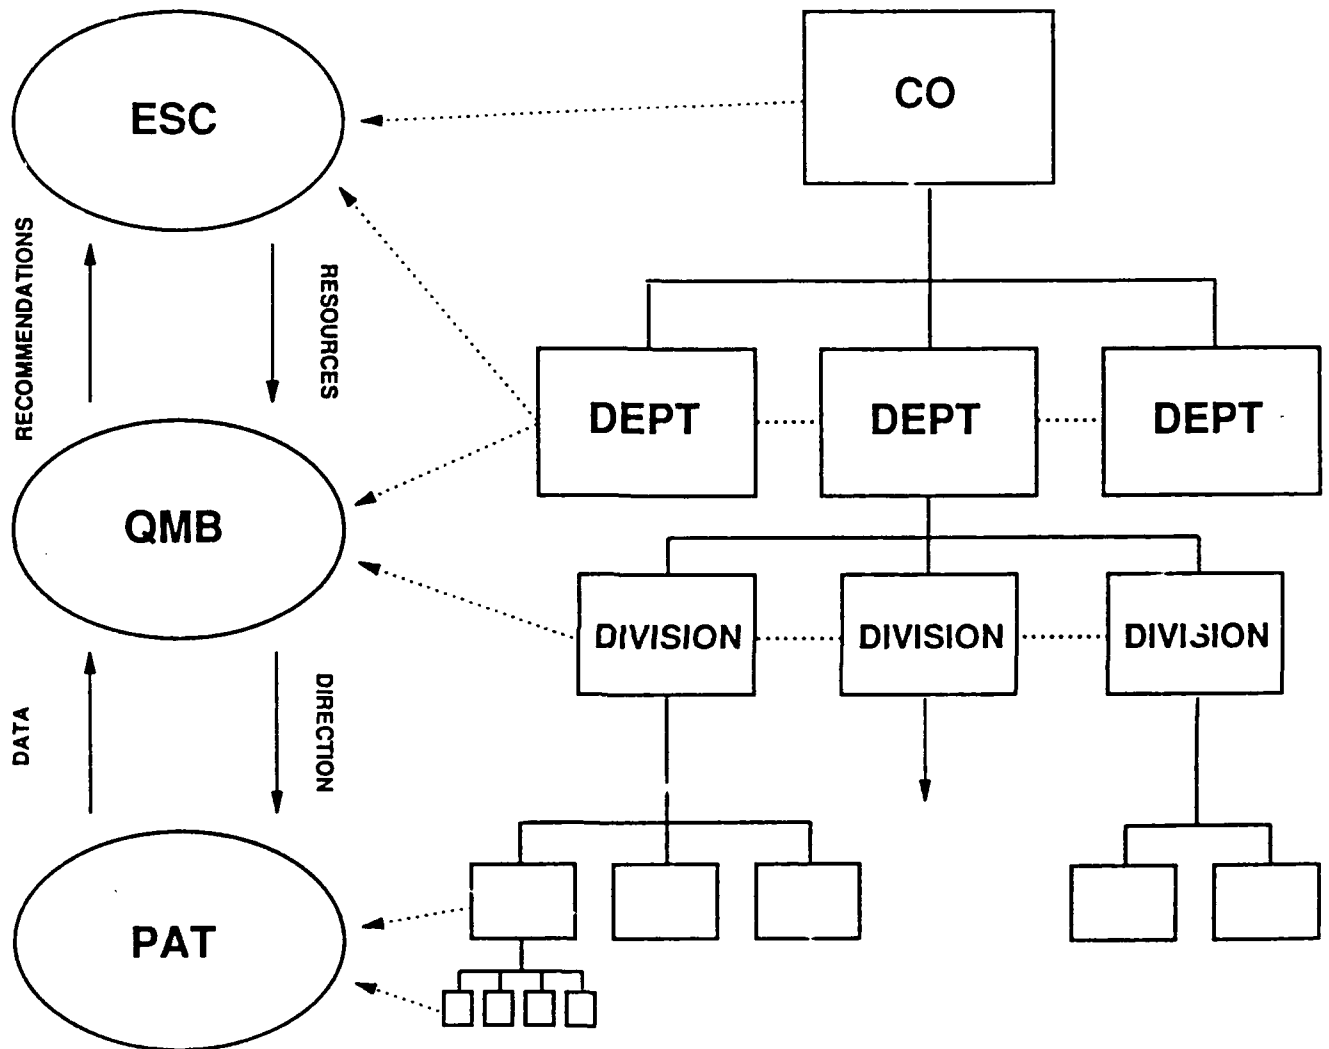 ESC
CO
RECOMMENDATIONS
RESOURCES
DEPT
DEPT
DEPT
QMB
DIVISION
DIVISION
DIVISION
DATA
DIRECTION
PAT